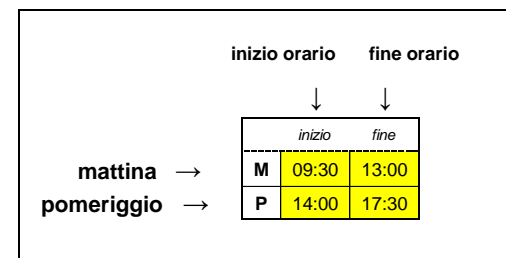 inizio orario fine orario
↓ ↓
inizio fine
mattina → M 09:30 13:00
pomeriggio → P 14:00 17:30